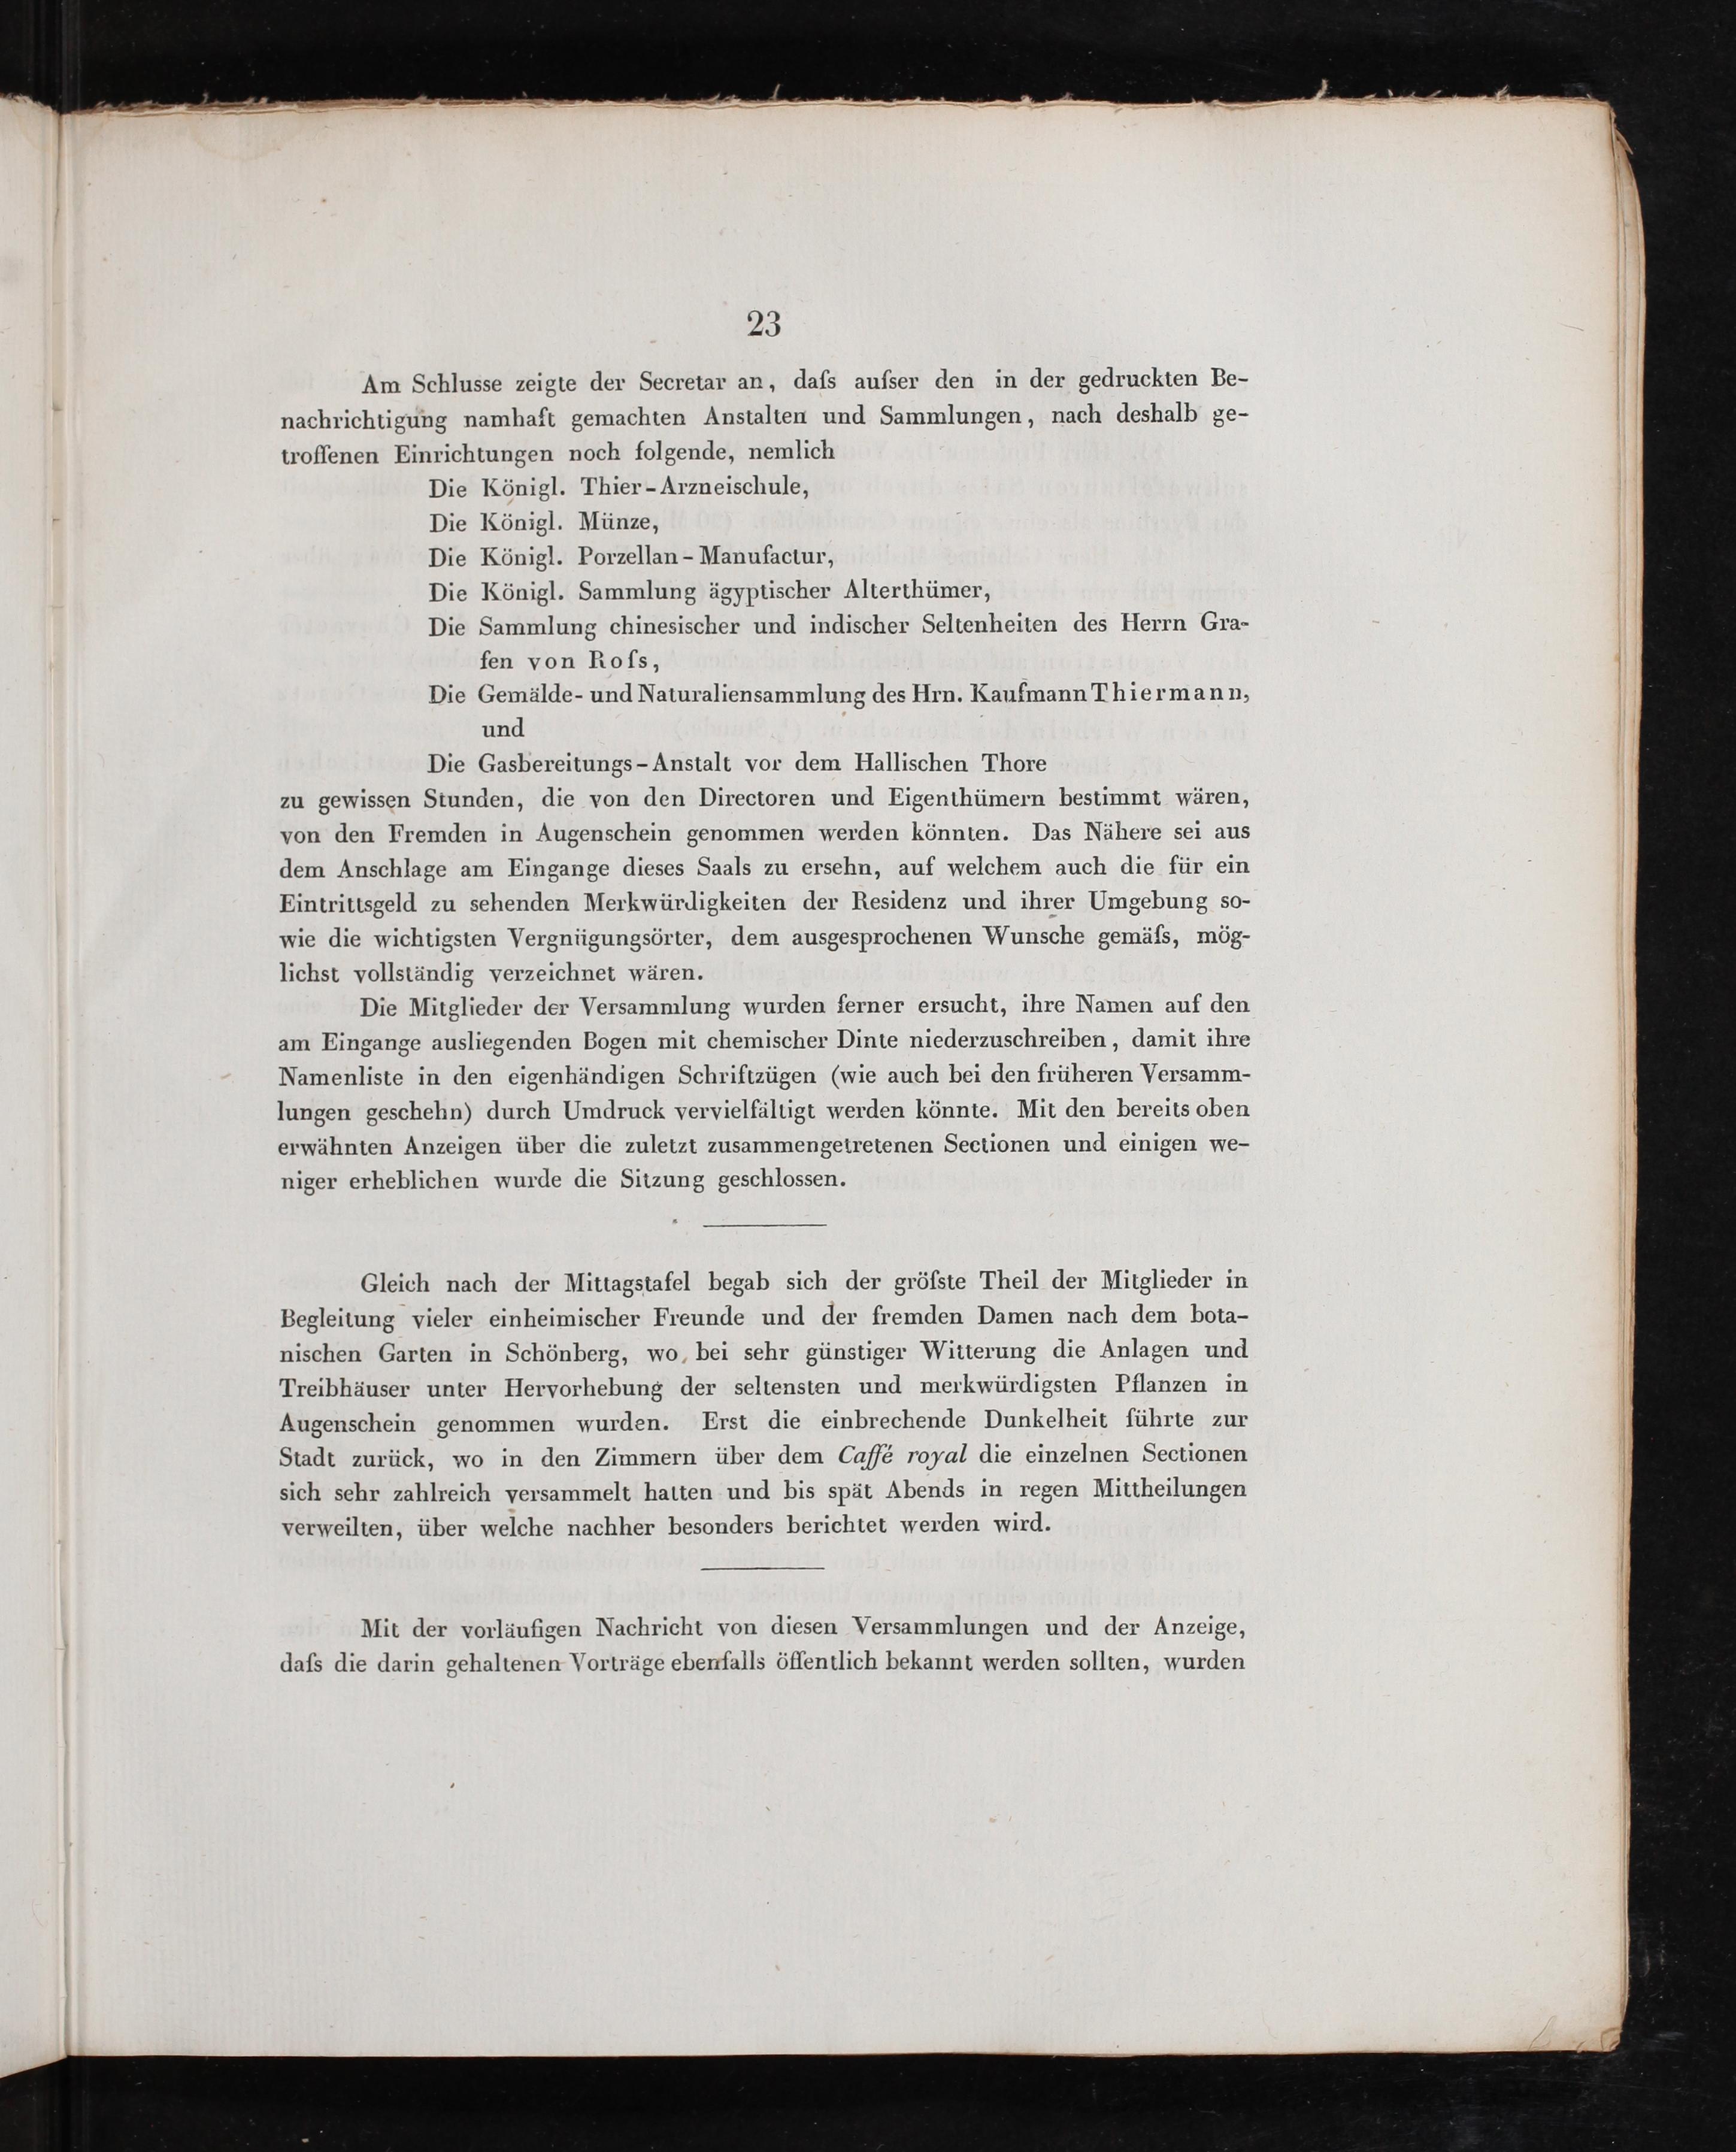 23
Am Schlusse zeigte der Secretar an, daſs auſser den in der gedruckten Be-
nachrichtigung namhaft gemachten Anstalten und Sammlungen, nach deshalb ge-
troffenen Einrichtungen noch folgende, nemlich
Die Königl. Thier-Arzneischule,
Die Königl. Münze,
Die Königl. Porzellan-Manufactur,
Die Königl. Sammlung ägyptischer Alterthümer,
Die Sammlung chinesischer und indischer Seltenheiten des Herrn Gra-
fen von Roſs,
Die Gemälde- und Naturaliensammlung des Hrn. Kaufmann Thiermann,
und
Die Gasbereitungs-Anstalt vor dem Hallischen Thore
zu gewissen Stunden, die von den Directoren und Eigenthümern bestimmt wären,
von den Fremden in Augenschein genommen werden könnten. Das Nähere sei aus
dem Anschlage am Eingange dieses Saals zu ersehn, auf welchem auch die für ein
Eintrittsgeld zu sehenden Merkwürdigkeiten der Residenz und ihrer Umgebung so-
wie die wichtigsten Vergnügungsörter, dem ausgesprochenen Wunsche gemäſs, mög-
lichst vollständig verzeichnet wären.
Die Mitglieder der Versammlung wurden ferner ersucht, ihre Namen auf den
am Eingange ausliegenden Bogen mit chemischer Dinte niederzuschreiben, damit ihre
Namenliste in den eigenhändigen Schriftzügen (wie auch bei den früheren Versamm-
lungen geschehn) durch Umdruck vervielfältigt werden könnte. Mit den bereits oben
erwähnten Anzeigen über die zuletzt zusammengetretenen Sectionen und einigen we-
niger erheblichen wurde die Sitzung geschlossen.
Gleich nach der Mittagstafel begab sich der gröſste Theil der Mitglieder in
Begleitung vieler einheimischer Freunde und der fremden Damen nach dem bota-
nischen Garten in Schönberg, wo bei sehr günstiger Witterung die Anlagen und
Treibhäuser unter Hervorhebung der seltensten und merkwürdigsten Pflanzen in
Augenschein genommen wurden. Erst die einbrechende Dunkelheit führte zur
Stadt zurück, wo in den Zimmern über dem Caffé royal die einzelnen Sectionen
sich sehr zahlreich versammelt hatten und bis spät Abends in regen Mittheilungen
verweilten, über welche nachher besonders berichtet werden wird.
Mit der vorläufigen Nachricht von diesen Versammlungen und der Anzeige,
daſs die darin gehaltenen Vorträge ebenfalls öffentlich bekannt werden sollten, wurden